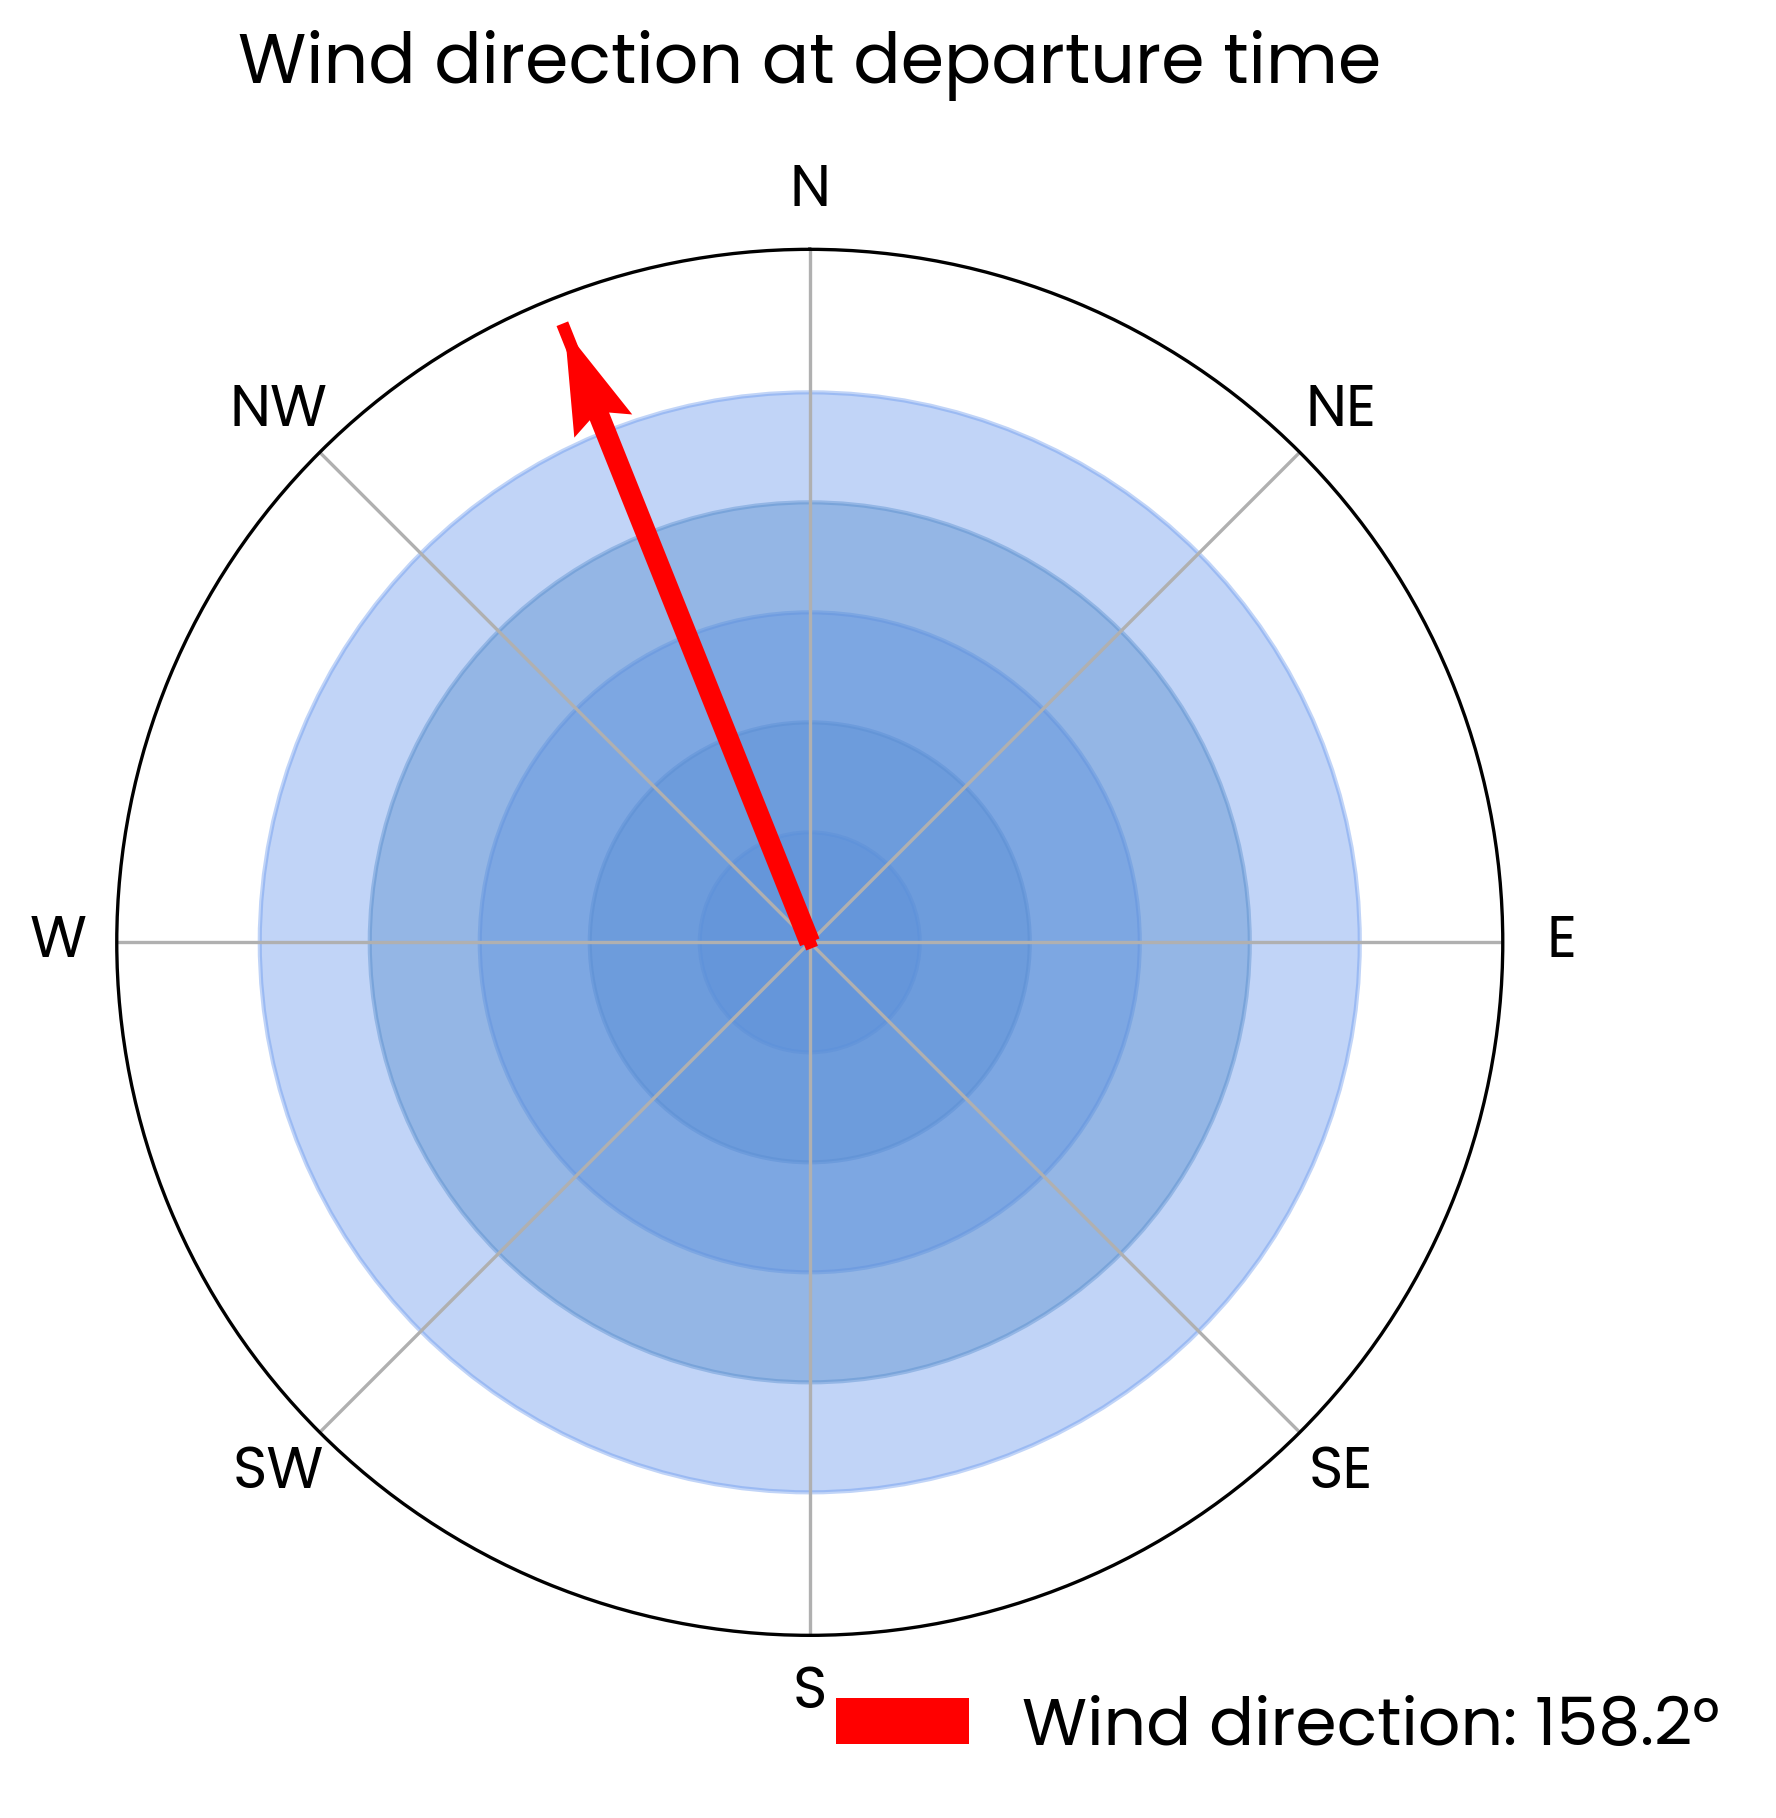 Wind direction at departure time
N
NW
NE
W
E
SW
SE
S
Wind direction: 158.2°